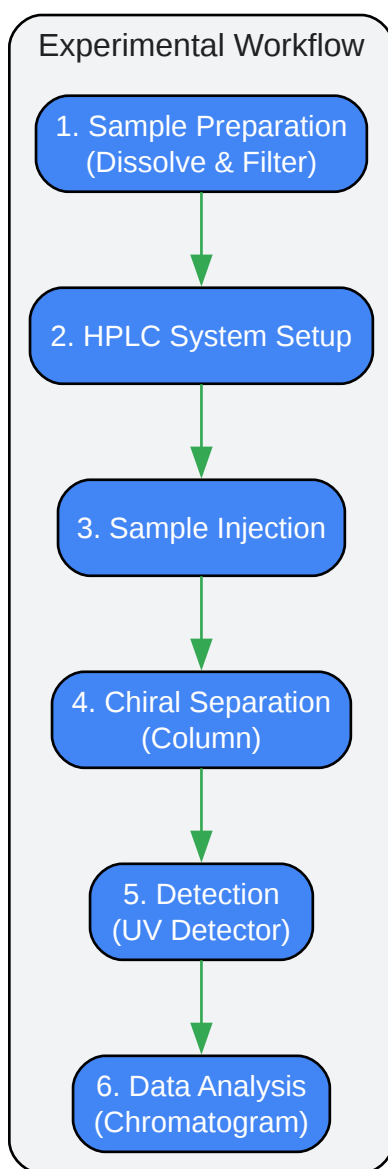 Experimental Workflow
1. Sample Preparation
(Dissolve & Filter)
2. HPLC System Setup
3. Sample Injection
4. Chiral Separation
(Column)
5. Detection
(UV Detector)
6. Data Analysis
(Chromatogram)